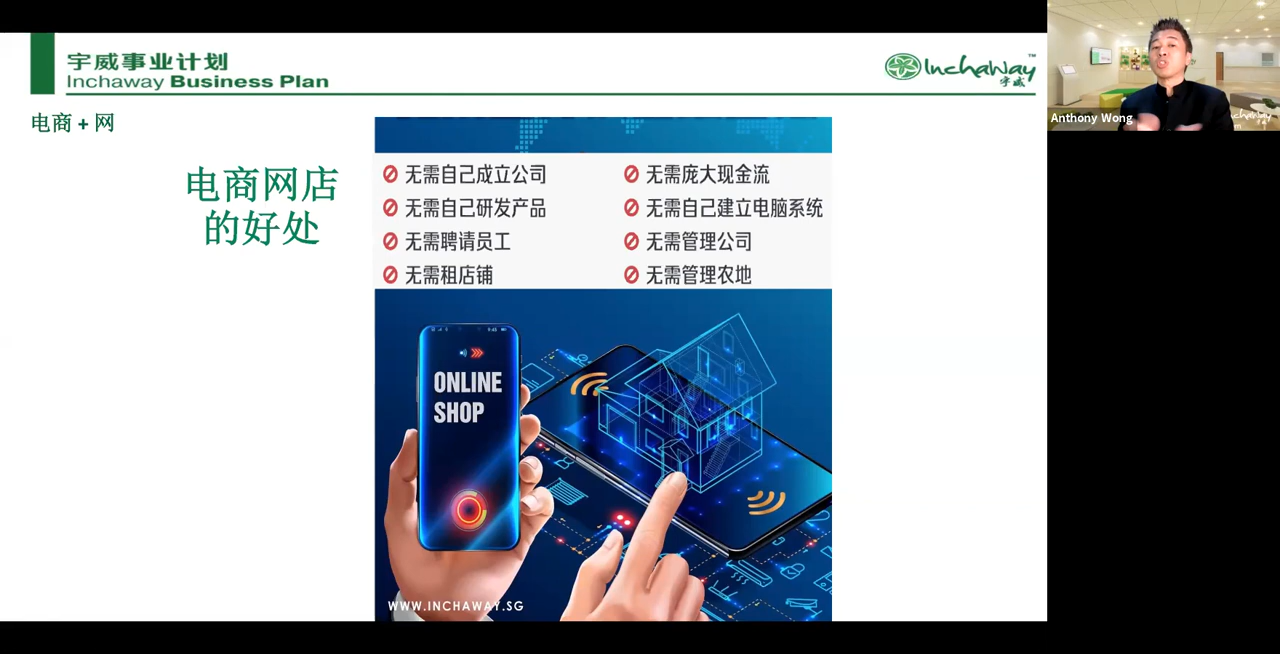 宇威事业计划
Inchaway Business Plan
Inchaway™
宇威
电商 + 网
电商网店
的好处
无需自己成立公司
无需庞大现金流
无需自己研发产品
无需自己建立电脑系统
无需聘请员工
无需管理公司
无需租店铺
无需管理农地
ONLINE
SHOP
WWW.INCHAWAY.SG
Anthony Wong